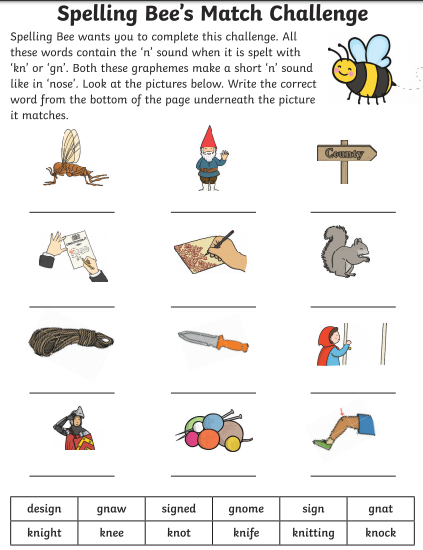 Spelling Bee's Match Challenge
Spelling Bee wants you to complete this challenge. All
these words contain the 'n' sound when it is spelt with
'kn' or 'gn'. Both these graphemes make a short 'n' sound
like in 'nose'. Look at the pictures below. Write the correct
word from the bottom of the page underneath the picture
it matches.
County
design gnaw signed gnome sign gnat
knight knee knot knife knitting knock